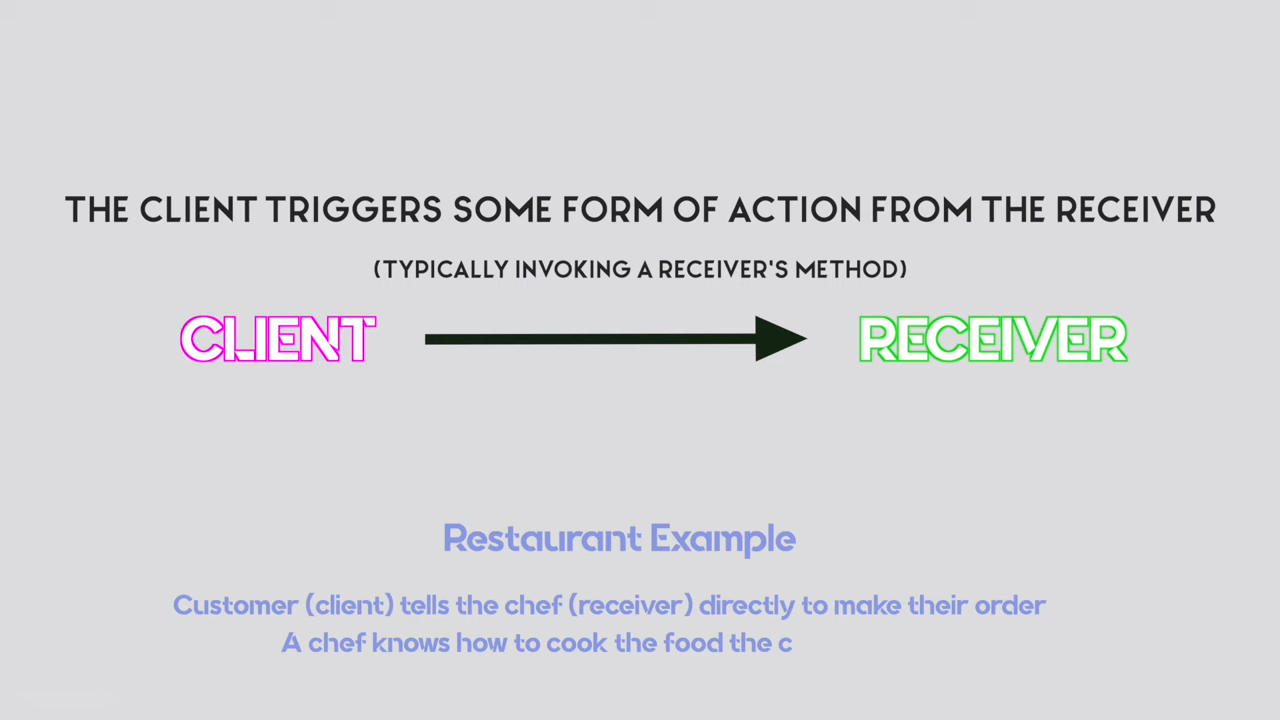 THE CLIENT TRIGGERS SOME FORM OF ACTION FROM THE RECEIVER
(TYPICALLY INVOKING A RECEIVER'S METHOD)
CLIENT RECEIVER
Restaurant Example
Customer (client) tells the chef (receiver) directly to make their order
A chef knows how to cook the food the c